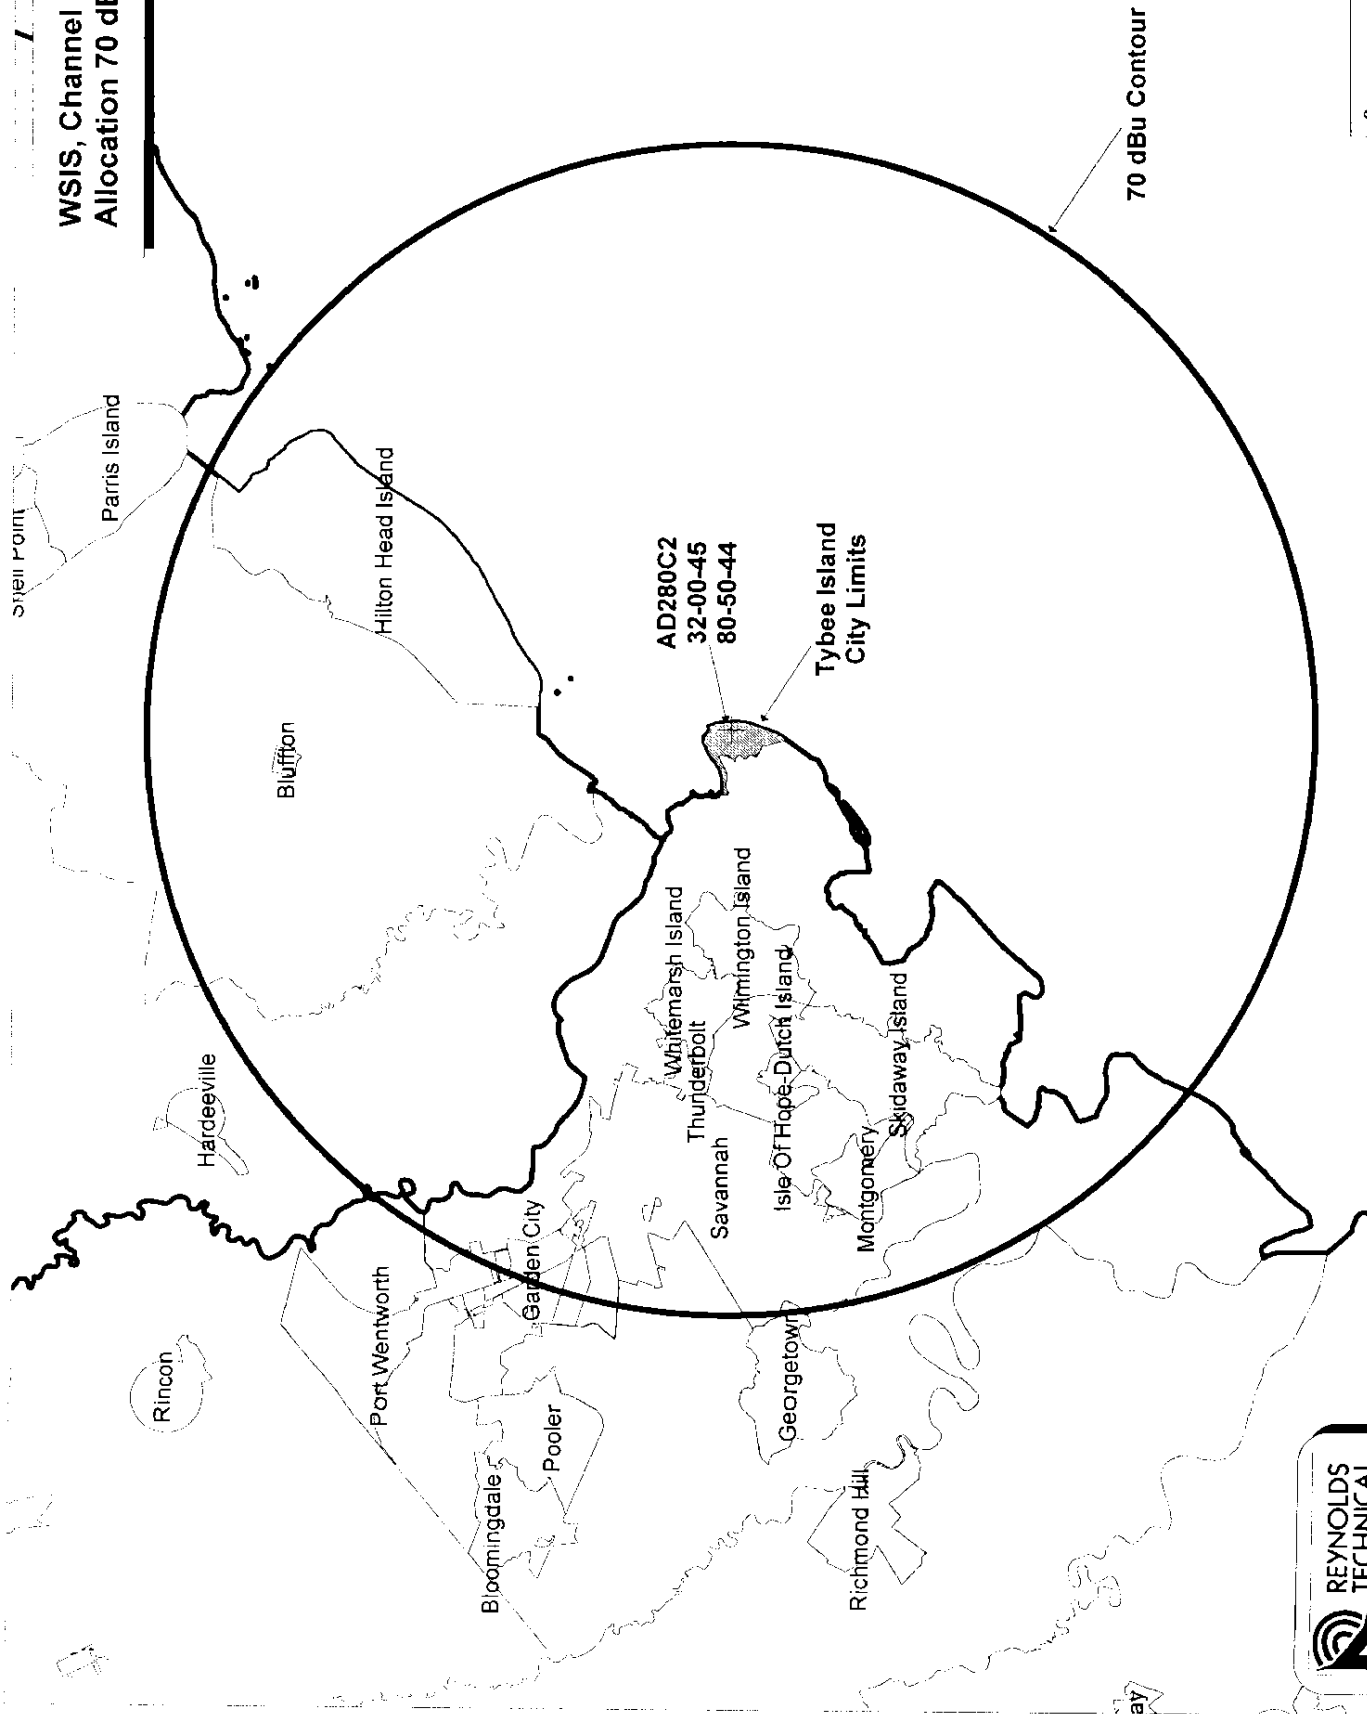 WSIS, Channel
Allocation 70
Shell Point
Parris Island
Hilton Head Island
Bluffton
Hardeeville
AD280C2
32-00-45
80-50-44
Tybee Island
City Limits
70 dBu Contour
Whitemarsh Island
Thunderbolt
Wilmington Island
Savannah
Isle Of Hope-Dutch Island
Skidaway Island
Montgomery
Garden City
Port Wentworth
Rincon
Georgetown
Pooler
Bloomingdale
Richmond Hill
REYNOLDS
TECHNICAL